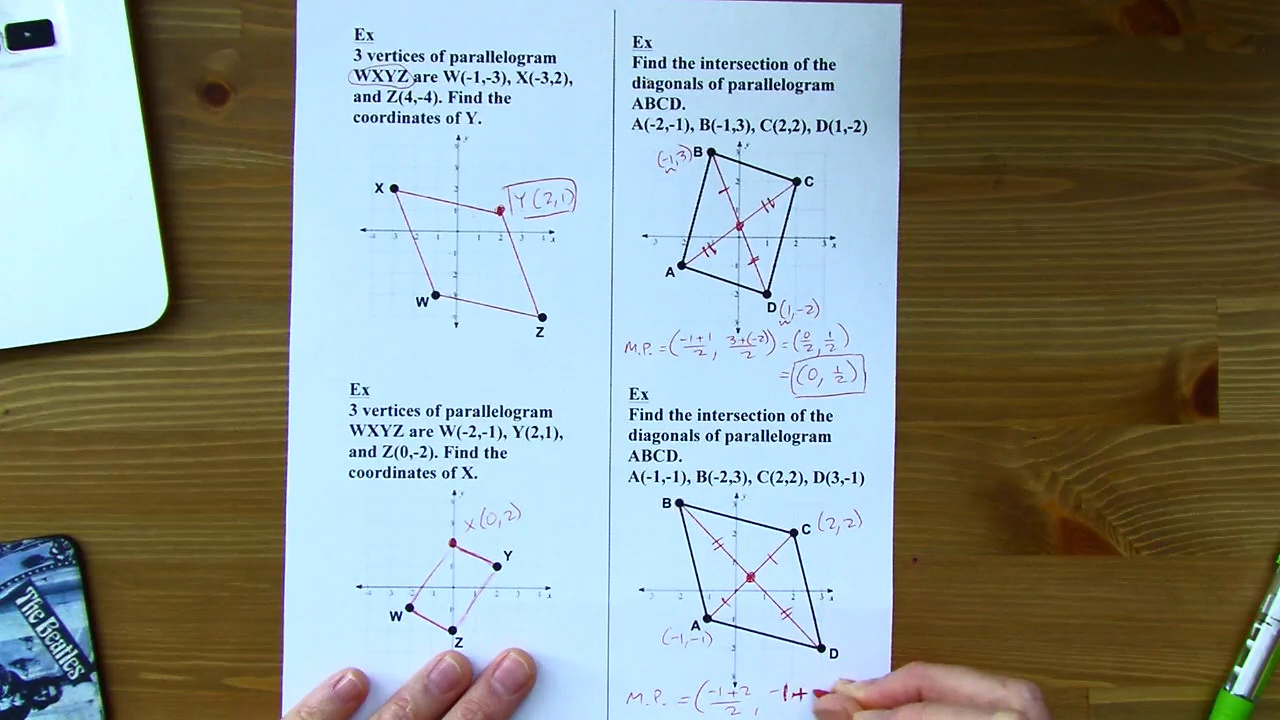 Ex
3 vertices of parallelogram
WXYZ are W(-1,-3), X(-3,2),
and Z(4,-4). Find the
coordinates of Y.
X
Y(2,1)
W
Z
Ex
3 vertices of parallelogram
WXYZ are W(-2,-1), Y(2,1),
and Z(0,-2). Find the
coordinates of X.
X(0,2)
Y
W
Z
Ex
Find the intersection of the
diagonals of parallelogram
ABCD.
A(-2,-1), B(-1,3), C(2,2), D(1,-2)
(-1,3) B
C
A
D (1,-2)
M.P. = (-1+1/2, 3+(-2)/2) = (0/2, 1/2)
= (0, 1/2)
Ex
Find the intersection of the
diagonals of parallelogram
ABCD.
A(-1,-1), B(-2,3), C(2,2), D(3,-1)
B
C (2,2)
A
(-1,-1)
D
M.P. = (-1+2/2, -1+
The Beatles